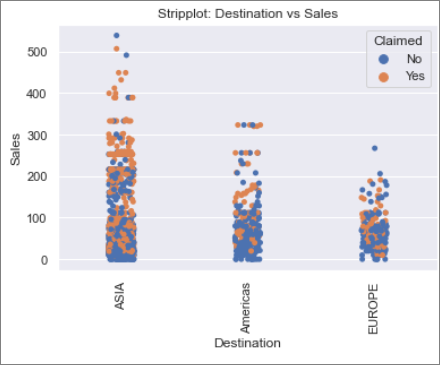 Stripplot: Destination vs Sales
Claimed
No
Yes
500
400
300
200
100
0
Sales
ASIA
Americas
EUROPE
Destination